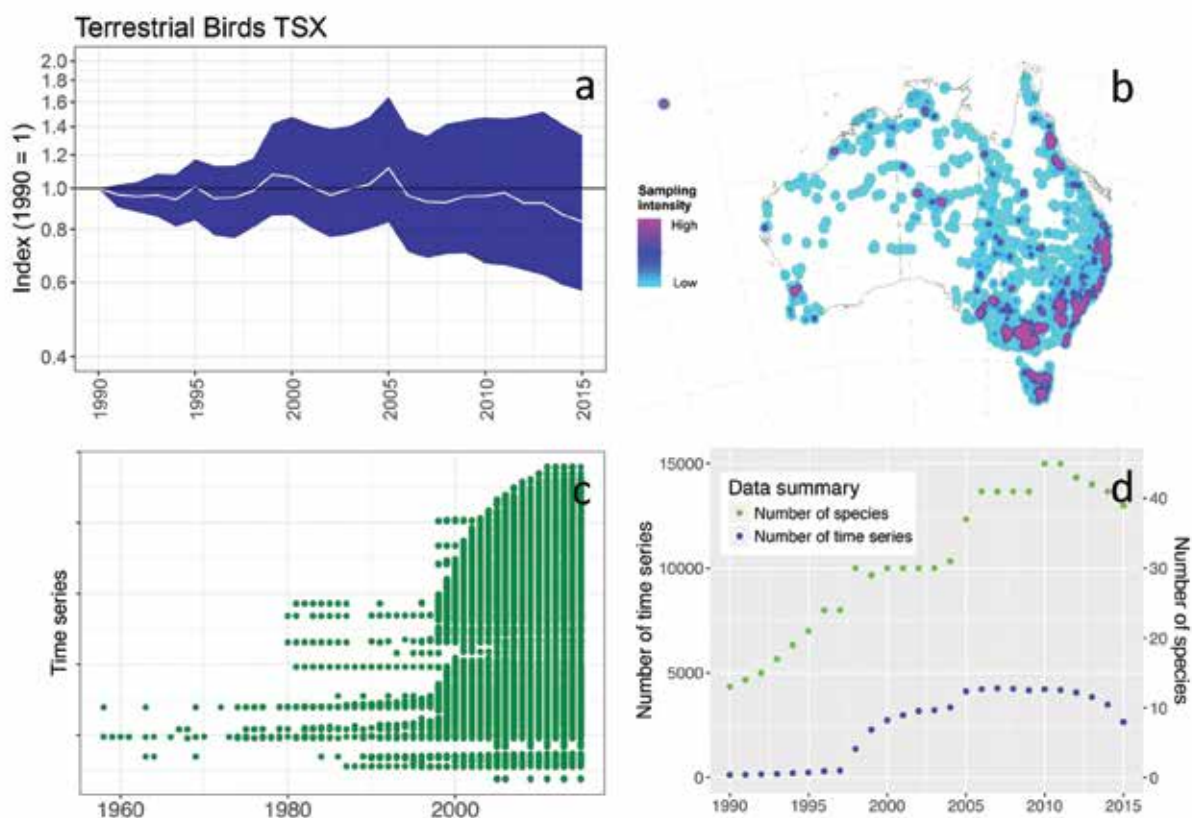 Terrestrial Birds TSX
a
2.0
1.8
1.6
1.4
1.2
1.0
0.8
0.6
0.4
Index (1990 = 1)
1990
1995
2000
2005
2010
2015
b
Sampling
intensity
High
Low
c
Time series
1960
1980
2000
d
Data summary
Number of species
Number of time series
15000
10000
5000
0
Number of time series
40
30
20
10
0
Number of species
1990
1995
2000
2005
2010
2015